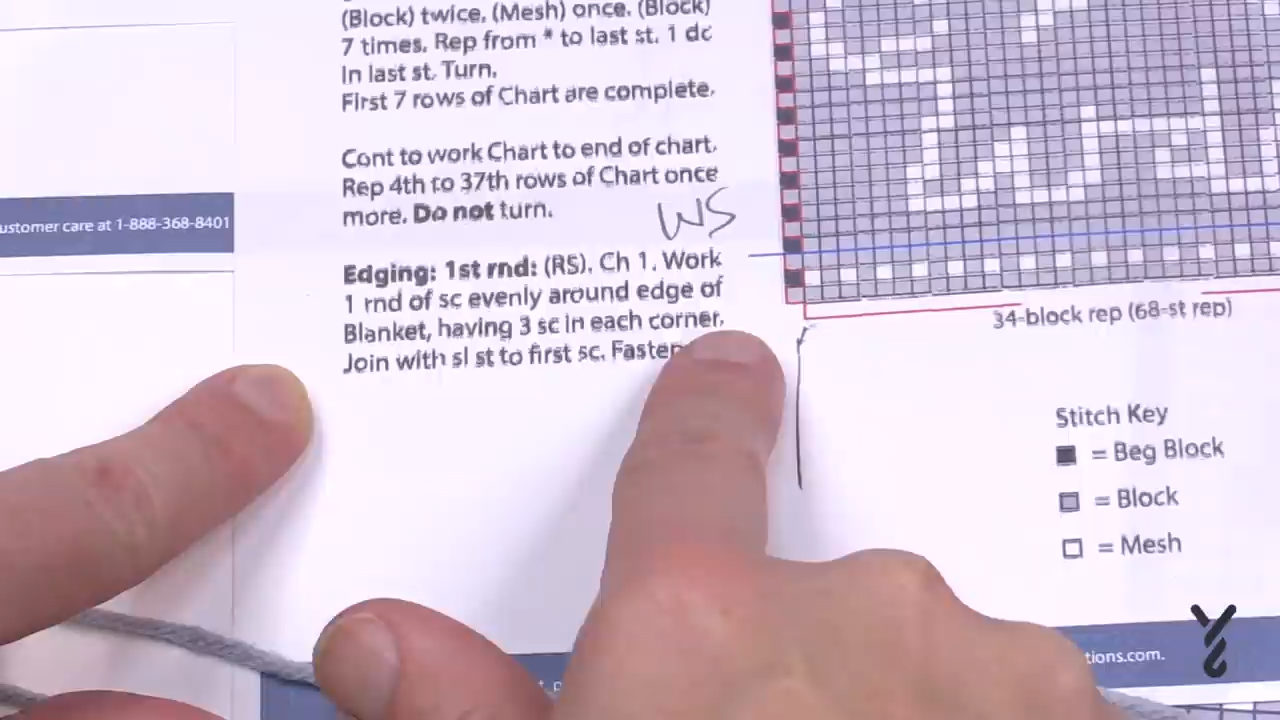 (Block) twice. (Mesh) once. (Block)
7 times. Rep from * to last st. 1 dc
in last st. Turn.
First 7 rows of Chart are complete.
Cont to work Chart to end of chart.
Rep 4th to 37th rows of Chart once
more. Do not turn.
WS
Edging: 1st rnd: (RS). Ch 1. Work
1 rnd of sc evenly around edge of
Blanket, having 3 sc in each corner.
Join with sl st to first sc. Fasten
ustomer care at 1-888-368-8401
34-block rep (68-st rep)
Stitch Key
= Beg Block
= Block
= Mesh
tions.com.